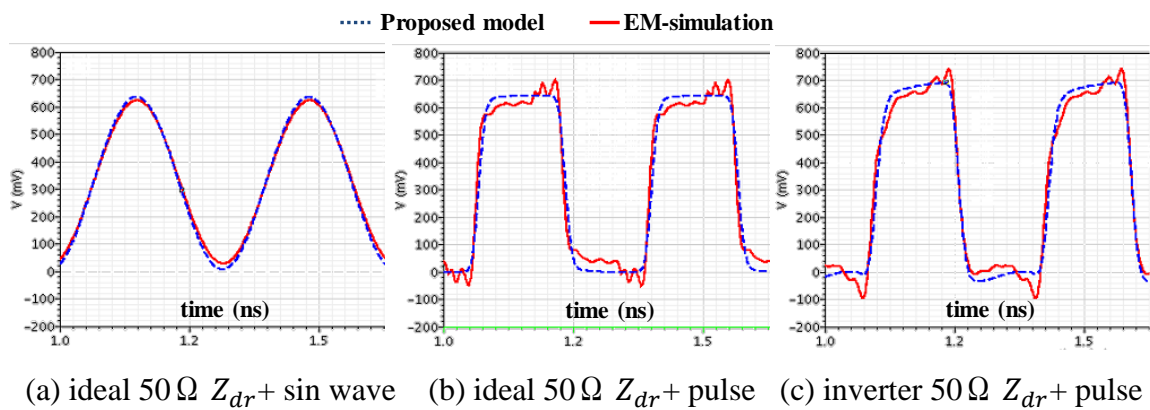 Proposed model EM-simulation
800 700 600 500 400 300 200 100 0 -100 -200
V (mV)
time (ns)
1.0 1.2 1.5
800 700 600 500 400 300 200 100 0 -100 -200
V (mV)
time (ns)
1.0 1.2 1.5
800 700 600 500 400 300 200 100 0 -100 -200
V (mV)
time (ns)
1.0 1.2 1.5
(a) ideal 50Ω Z_dr+ sin wave (b) ideal 50Ω Z_dr+ pulse (c) inverter 50Ω Z_dr+ pulse